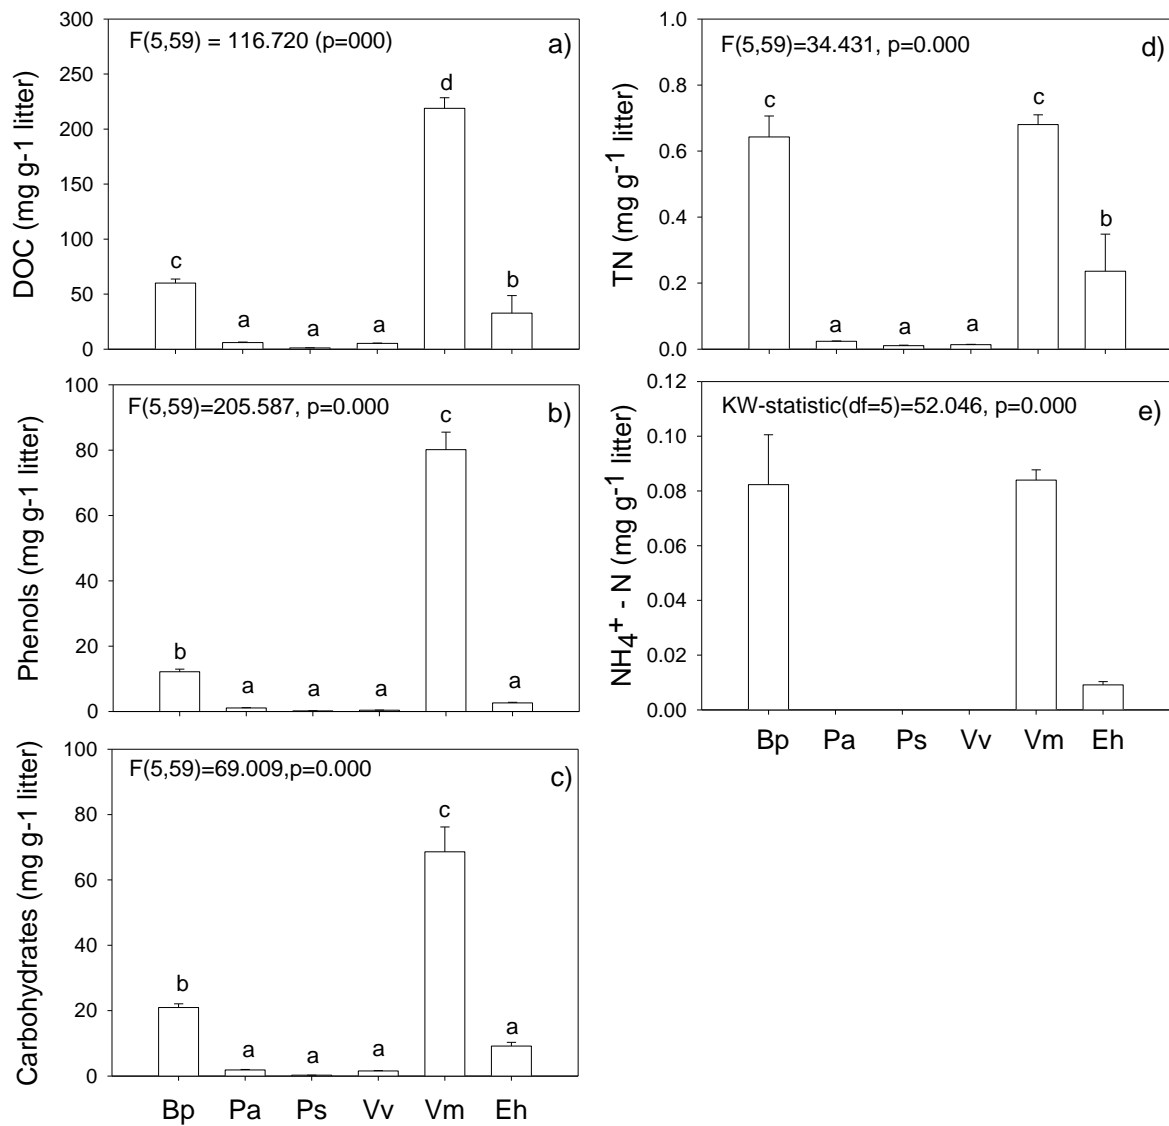 300
250
200
150
100
50
0
DOC (mg g-1 litter)
F(5,59) = 116.720 (p=000)
a)
c
a
a
a
d
b
100
80
60
40
20
0
Phenols (mg g-1 litter)
F(5,59)=205.587, p=0.000
b)
b
a
a
a
c
a
100
80
60
40
20
0
Carbohydrates (mg g-1 litter)
F(5,59)=69.009,p=0.000
c)
b
a
a
a
c
a
Bp Pa Ps Vv Vm Eh
1.0
0.8
0.6
0.4
0.2
0.0
TN (mg g⁻¹ litter)
F(5,59)=34.431, p=0.000
d)
c
a
a
a
c
b
0.12
0.10
0.08
0.06
0.04
0.02
0.00
NH₄⁺ - N (mg g⁻¹ litter)
KW-statistic(df=5)=52.046, p=0.000
e)
Bp Pa Ps Vv Vm Eh